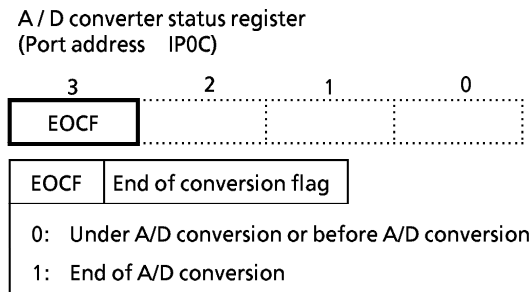 A / D converter status register
(Port address IP0C)
3 2 1 0
EOCF
EOCF End of conversion flag
0: Under A/D conversion or before A/D conversion
1: End of A/D conversion